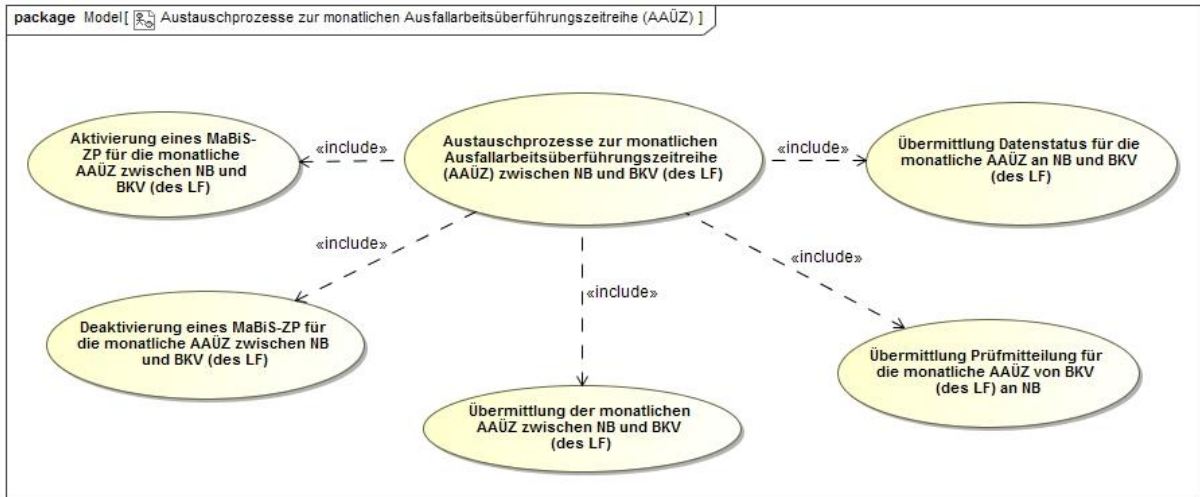 package Model[ Austauschprozesse zur monatlichen Ausfallarbeitsüberführungszeitreihe (AAÜZ) ]
Aktivierung eines MaBiS-
ZP für die monatliche
AAÜZ zwischen NB und
BKV (des LF)
«include»
Austauschprozesse zur monatlichen
Ausfallarbeitsüberführungszeitreihe
(AAÜZ) zwischen NB und BKV (des LF)
«include»
Übermittlung Datenstatus für die
monatliche AAÜZ an NB und BKV
(des LF)
«include»
«include»
«include»
Deaktivierung eines MaBiS-ZP für
die monatliche AAÜZ zwischen NB
und BKV (des LF)
Übermittlung der monatlichen
AAÜZ zwischen NB und BKV
(des LF)
Übermittlung Prüfmitteilung für
die monatliche AAÜZ von BKV
(des LF) an NB